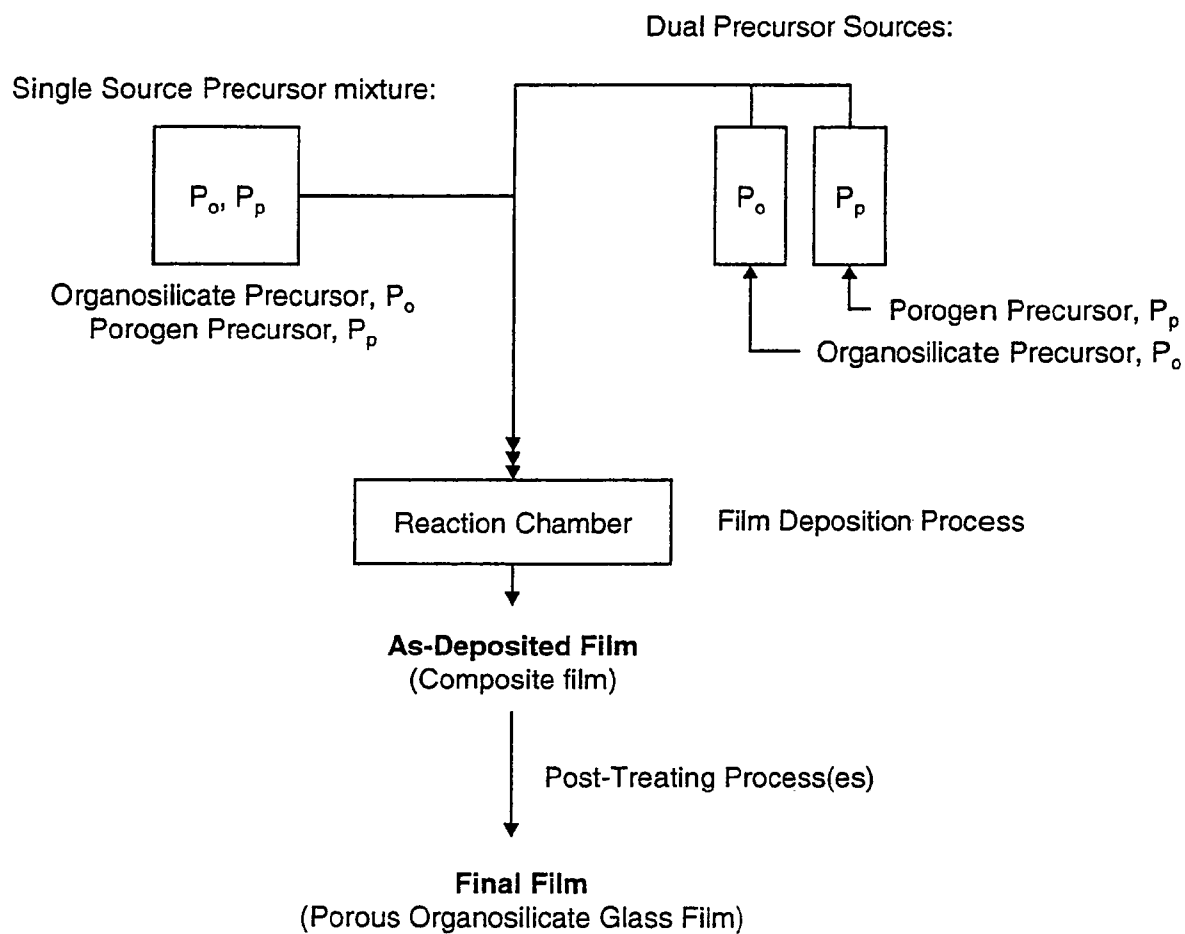 Dual Precursor Sources:
Single Source Precursor mixture:
Pₒ, Pₚ
Pₒ
Pₚ
Organosilicate Precursor, Pₒ
Porogen Precursor, Pₚ
Porogen Precursor, Pₚ
Organosilicate Precursor, Pₒ
Reaction Chamber
Film Deposition Process
As-Deposited Film
(Composite film)
Post-Treating Process(es)
Final Film
(Porous Organosilicate Glass Film)